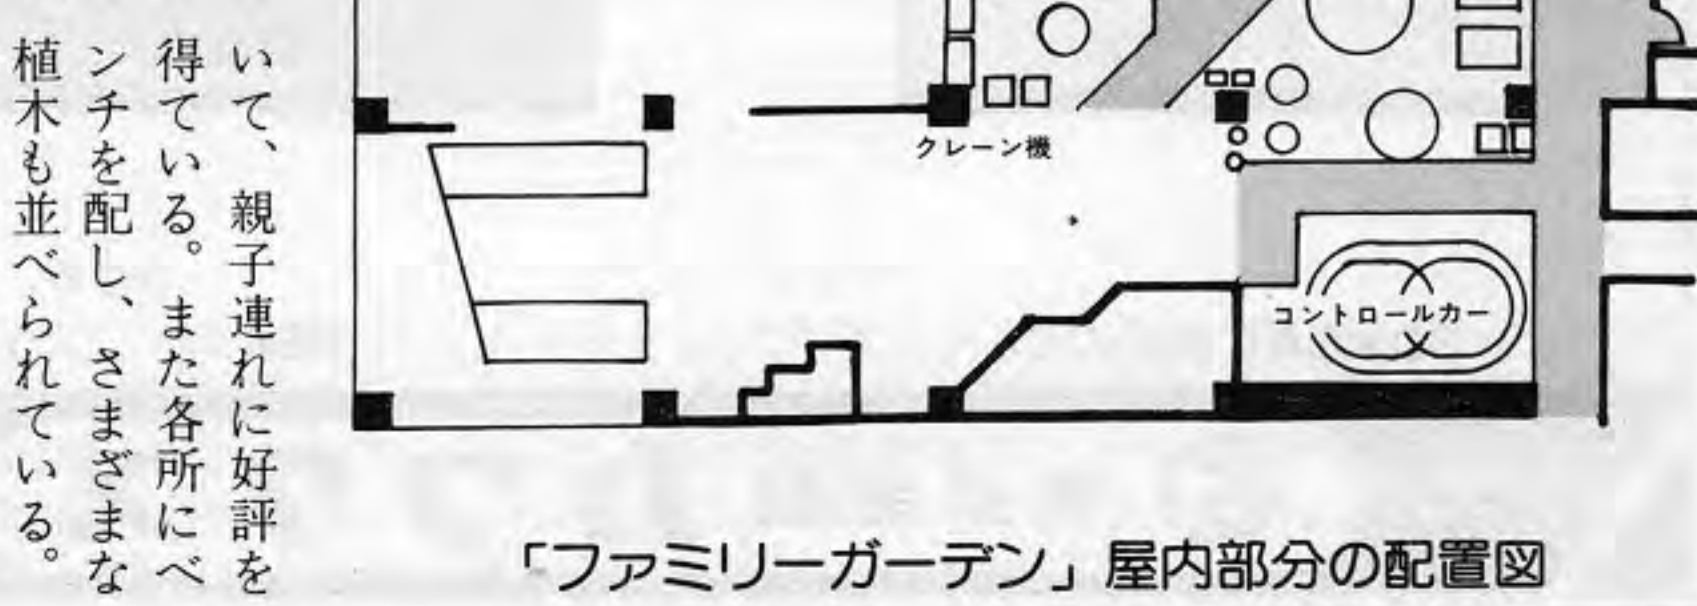 いて、親子連れに好評を
得ている。また各所にベ
ンチを配し、さまざまな
植木も並べられている。
クレーン機
コントロールカー
「ファミリーガーデン」屋内部分の配置図